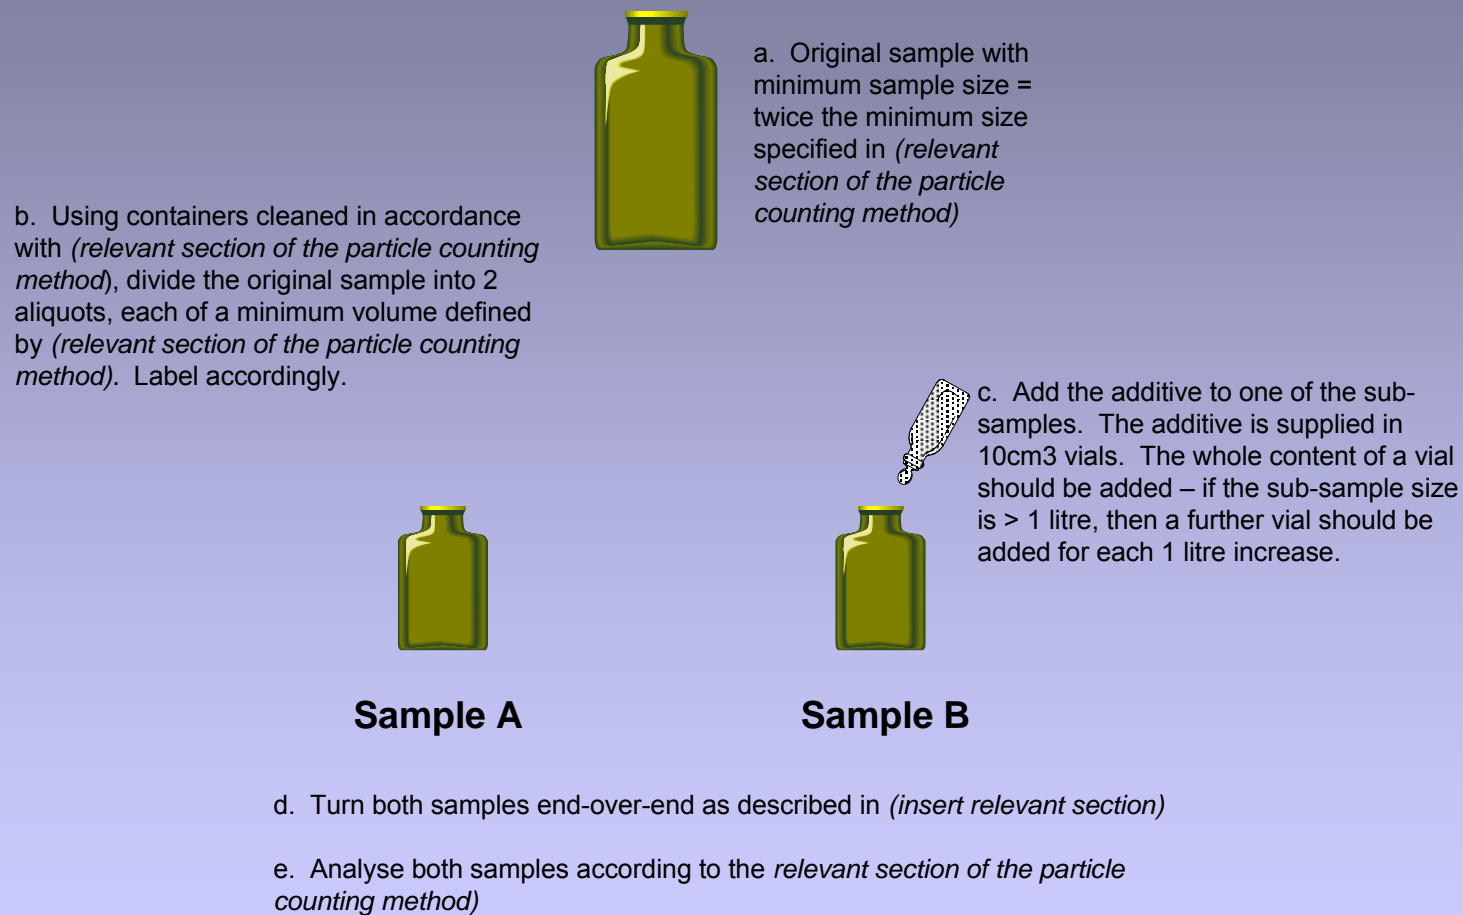 a. Original sample with
minimum sample size =
twice the minimum size
specified in (relevant
section of the particle
counting method)
b. Using containers cleaned in accordance
with (relevant section of the particle counting
method), divide the original sample into 2
aliquots, each of a minimum volume defined
by (relevant section of the particle counting
method). Label accordingly.
c. Add the additive to one of the sub-
samples. The additive is supplied in
10cm3 vials. The whole content of a vial
should be added – if the sub-sample size
is > 1 litre, then a further vial should be
added for each 1 litre increase.
Sample A
Sample B
d. Turn both samples end-over-end as described in (insert relevant section)
e. Analyse both samples according to the relevant section of the particle
counting method)